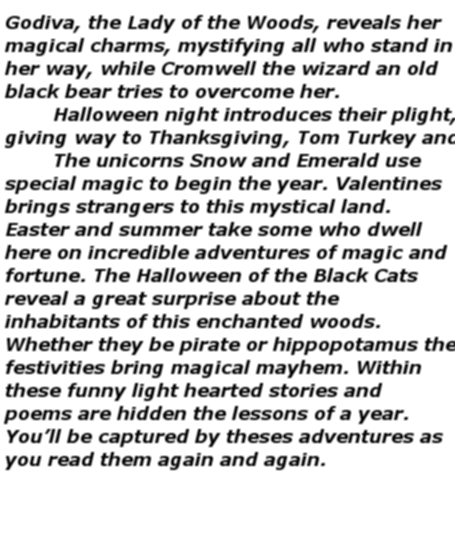 Godiva, the Lady of the Woods, reveals her
magical charms, mystifying all who stand in
her way, while Cromwell the wizard an old
black bear tries to overcome her.
Halloween night introduces their plight,
giving way to Thanksgiving, Tom Turkey and
The unicorns Snow and Emerald use
special magic to begin the year. Valentines
brings strangers to this mystical land.
Easter and summer take some who dwell
here on incredible adventures of magic and
fortune. The Halloween of the Black Cats
reveal a great surprise about the
inhabitants of this enchanted woods.
Whether they be pirate or hippopotamus the
festivities bring magical mayhem. Within
these funny light hearted stories and
poems are hidden the lessons of a year.
You’ll be captured by theses adventures as
you read them again and again.